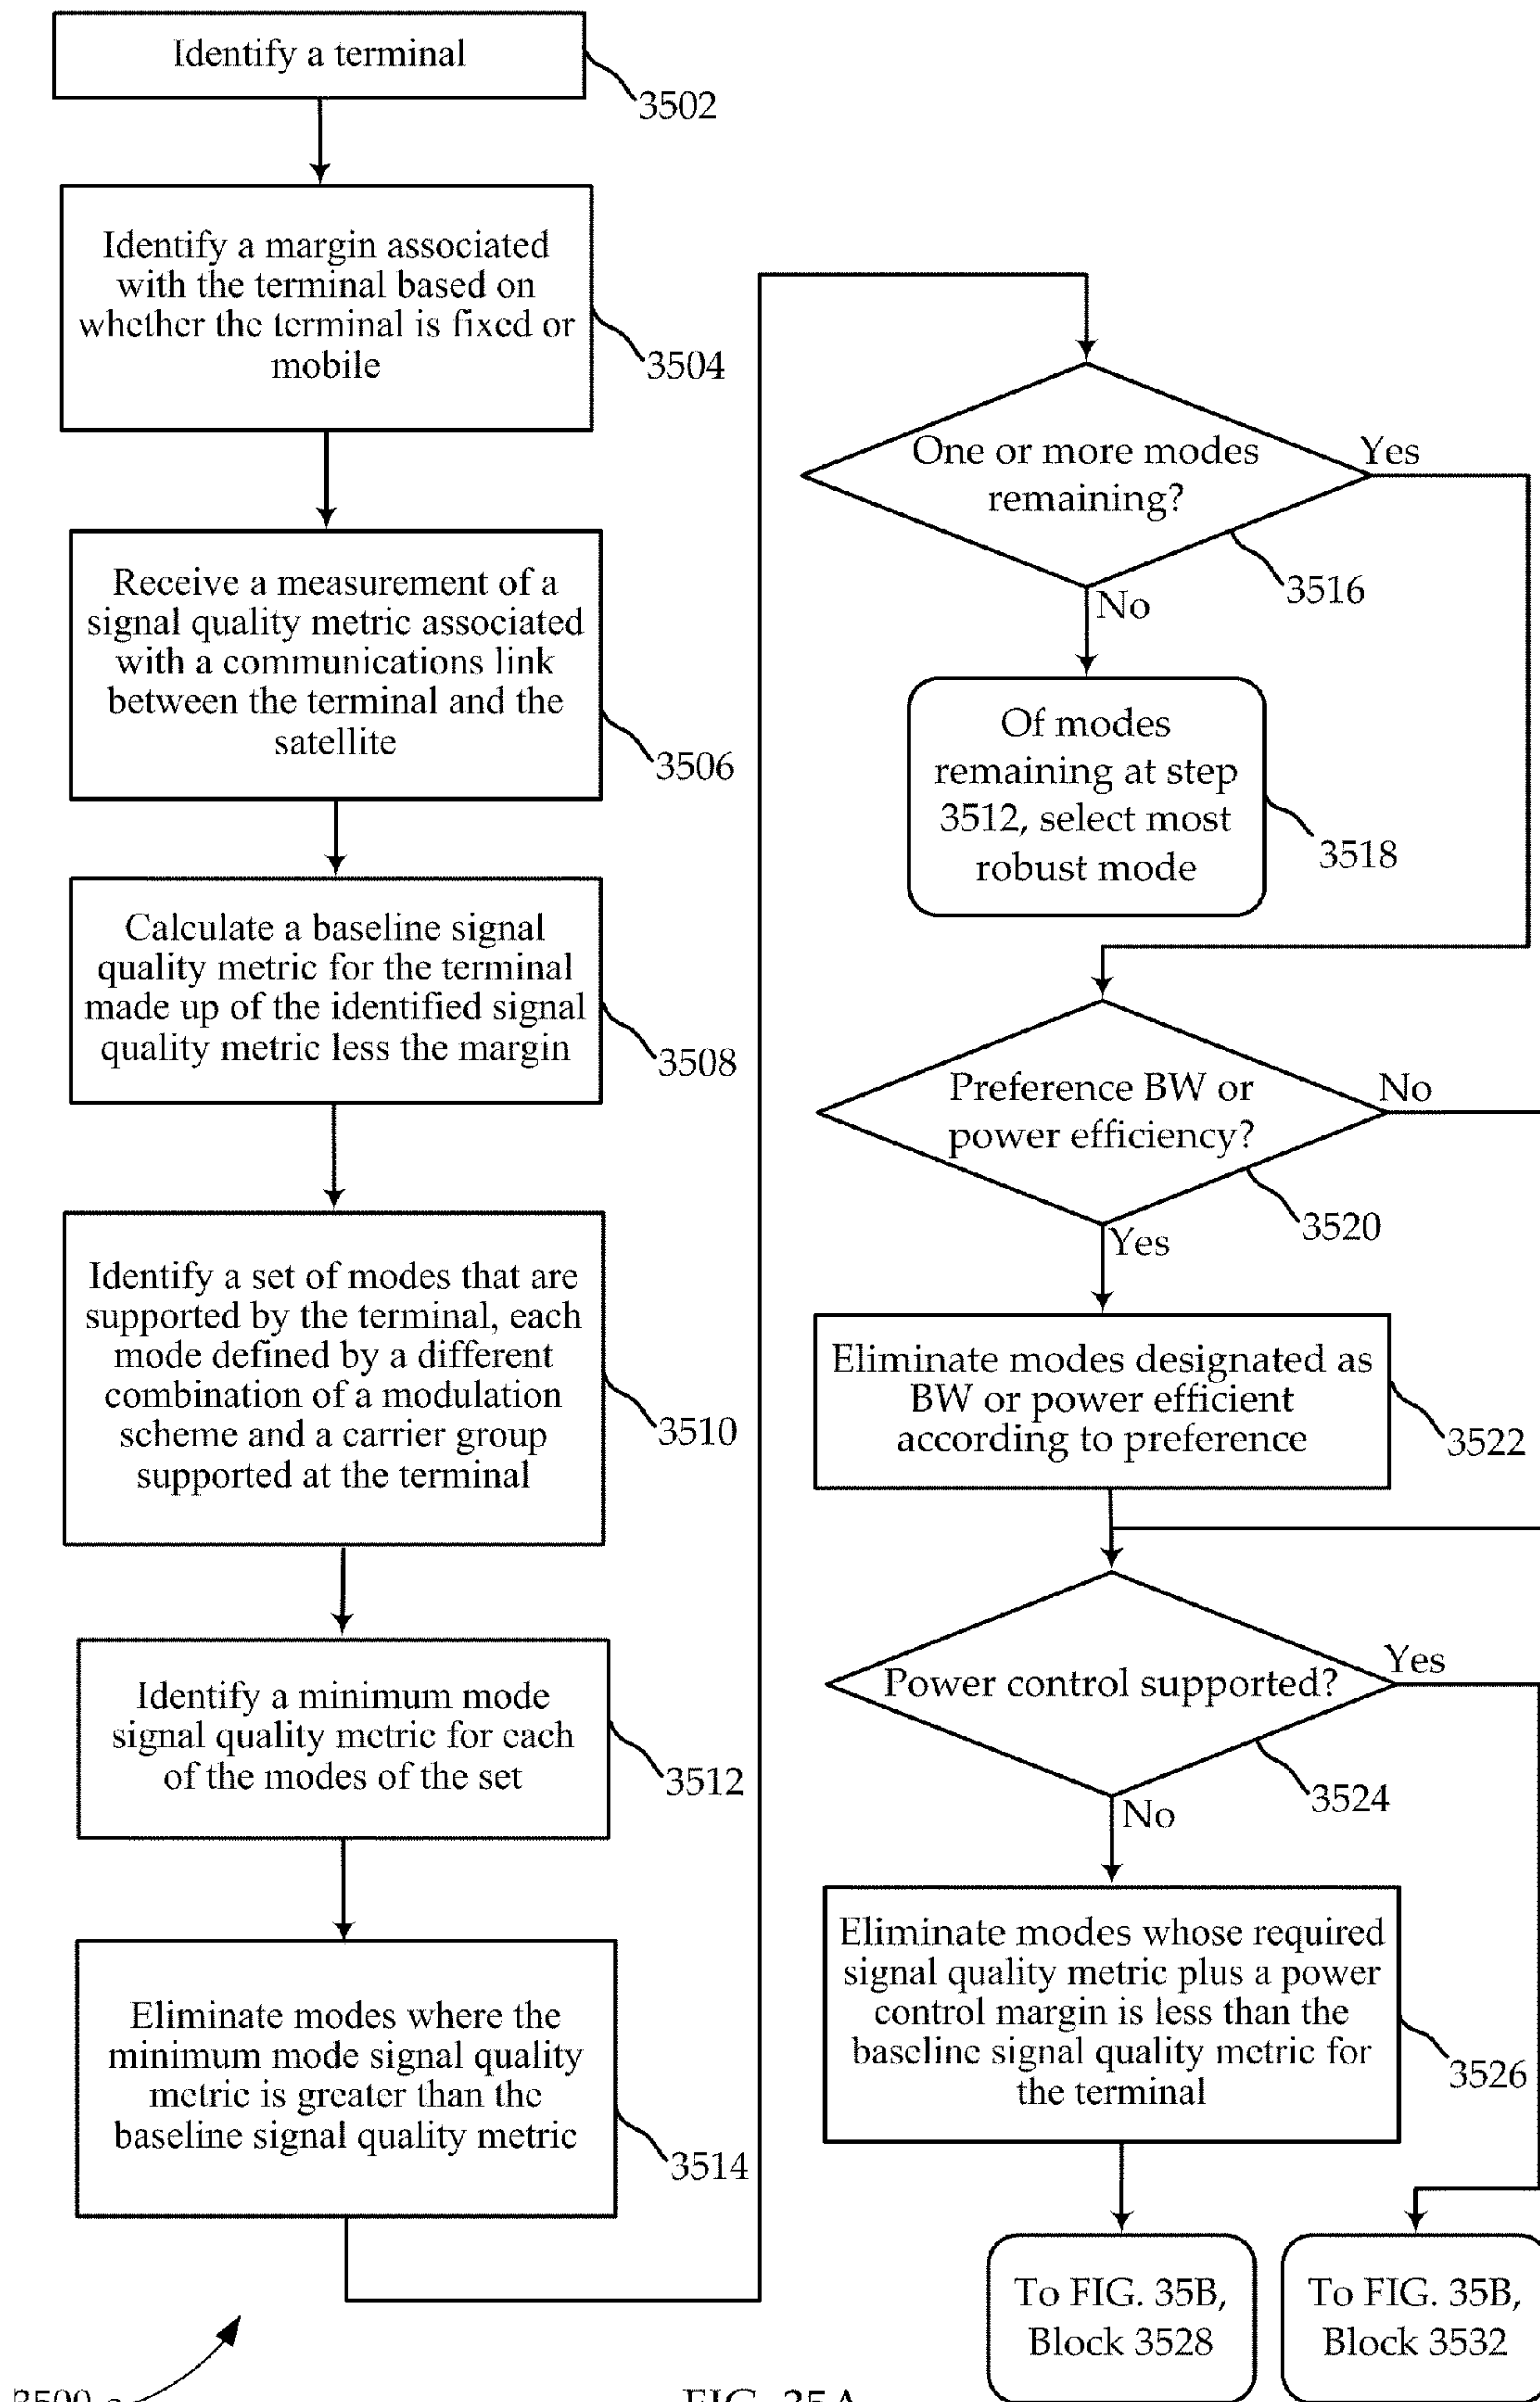 Identify a terminal
3502
Identify a margin associated
with the terminal based on
whether the terminal is fixed or
mobile
3504
Receive a measurement of a
signal quality metric associated
with a communications link
between the terminal and the
satellite
3506
Calculate a baseline signal
quality metric for the terminal
made up of the identified signal
quality metric less the margin
3508
Identify a set of modes that are
supported by the terminal, each
mode defined by a different
combination of a modulation
scheme and a carrier group
supported at the terminal
3510
Identify a minimum mode
signal quality metric for each
of the modes of the set
3512
Eliminate modes where the
minimum mode signal quality
metric is greater than the
baseline signal quality metric
3514
One or more modes
remaining?
Yes
3516
No
Of modes
remaining at step
3512, select most
robust mode
3518
Preference BW or
power efficiency?
No
3520
Yes
Eliminate modes designated as
BW or power efficient
according to preference
3522
Power control supported?
Yes
3524
No
Eliminate modes whose required
signal quality metric plus a power
control margin is less than the
baseline signal quality metric for
the terminal
3526
To FIG. 35B,
Block 3528
To FIG. 35B,
Block 3532
3500-a
FIG. 35A